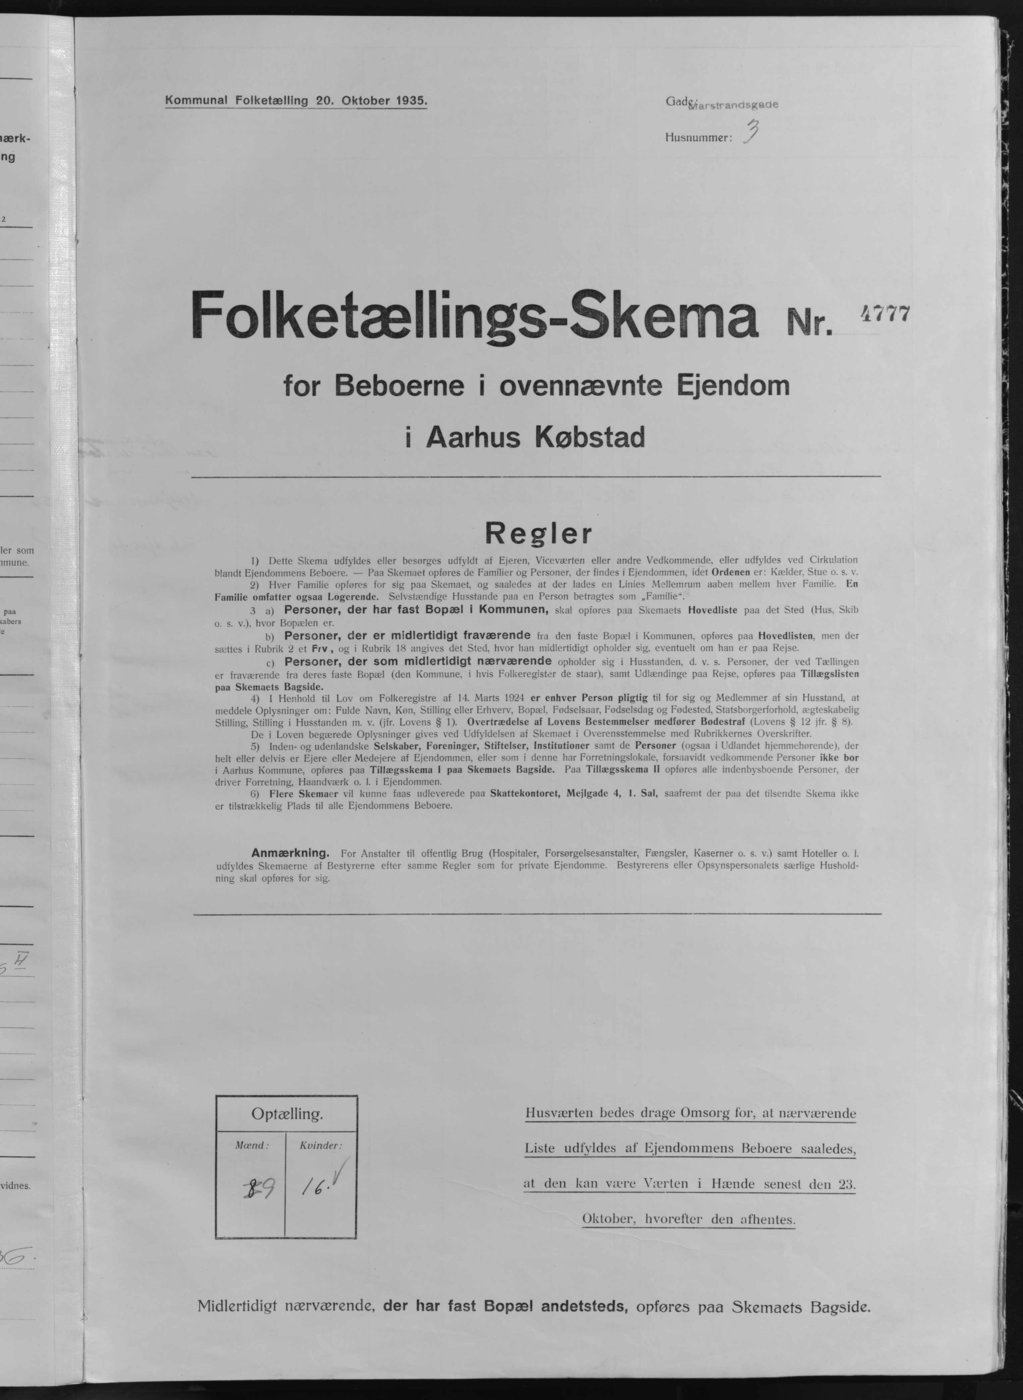 Kommunal Folketælling 20. Oktober 1935.
Gade: Marstrandsgade
Husnummer: 3
Folketællings-Skema Nr. 4777
for Beboerne i ovennævnte Ejendom
i Aarhus Købstad
Regler
1) Dette Skema udfyldes eller besørges udfyldt af Ejeren, Viceværten eller andre Vedkommende, eller udfyldes ved Cirkulation
blandt Ejendommens Beboere. — Paa Skemaet opføres de Familier og Personer, der findes i Ejendommen, idet Ordenen er: Kælder, Stue o. s. v.
2) Hver Familie opføres for sig paa Skemaet, og saaledes at der lades en Linies Mellemrum aaben mellem hver Familie. En
Familie omfatter ogsaa Logerende. Selvstændige Husstande paa en Person betragtes som „Familie“.
3 a) Personer, der har fast Bopæl i Kommunen, skal opføres paa Skemaets Hovedliste paa det Sted (Hus, Skib
o. s. v.), hvor Bopælen er.
b) Personer, der er midlertidigt fraværende fra den faste Bopæl i Kommunen, opføres paa Hovedlisten, men der
sættes i Rubrik 2 et Frv., og i Rubrik 18 angives det Sted, hvor han midlertidigt opholder sig, eventuelt om han er paa Rejse.
c) Personer, der som midlertidigt nærværende opholder sig i Husstanden, d. v. s. Personer, der ved Tællingen
er fraværende fra deres faste Bopæl (den Kommune, i hvis Folkeregister de staar), samt Udlændinge paa Rejse, opføres paa Tillægslisten
paa Skemaets Bagside.
4) I Henhold til Lov om Folkeregistre af 14. Marts 1924 er enhver Person pligtig til for sig og Medlemmer af sin Husstand, at
meddele Oplysninger om: Fulde Navn, Køn, Stilling eller Erhverv, Bopæl, Fødselsaar, Fødselsdag og Fødested, Statsborgerforhold, ægteskabelig
Stilling, Stilling i Husstanden m. v. (jfr. Lovens § 1). Overtrædelse af Lovens Bestemmelser medfører Bødestraf (Lovens § 12 jfr. § 8).
De i Loven begærede Oplysninger gives ved Udfyldelsen af Skemaet i Overensstemmelse med Rubrikkernes Overskrifter.
5) Inden- og udenlandske Selskaber, Foreninger, Stiftelser, Institutioner samt de Personer (ogsaa i Udlandet hjemmehørende), der
helt eller delvis er Ejere eller Medejere af Ejendommen, eller som i denne har Forretningslokale, forsaavidt vedkommende Personer ikke bor
i Aarhus Kommune, opføres paa Tillægsskema I paa Skemaets Bagside. Paa Tillægsskema II opføres alle indenbysboende Personer, der
driver Forretning, Haandværk o. l. i Ejendommen.
6) Flere Skemaer vil kunne faas udleverede paa Skattekontoret, Mejlgade 4, 1. Sal, saafremt der paa det tilsendte Skema ikke
er tilstrækkelig Plads til alle Ejendommens Beboere.
Anmærkning. For Anstalter til offentlig Brug (Hospitaler, Forsørgelsesanstalter, Fængsler, Kaserner o. s. v.) samt Hoteller o. l.
udfyldes Skemaerne af Bestyrerne efter samme Regler som for private Ejendomme. Bestyrerens eller Opsynspersonalets særlige Hushold-
ning skal opføres for sig.
Optælling.
Mænd: Kvinder:
9 16.
Husværten bedes drage Omsorg for, at nærværende
Liste udfyldes af Ejendommens Beboere saaledes,
at den kan være Værten i Hænde senest den 23.
Oktober, hvorefter den afhentes.
Midlertidigt nærværende, der har fast Bopæl andetsteds, opføres paa Skemaets Bagside.